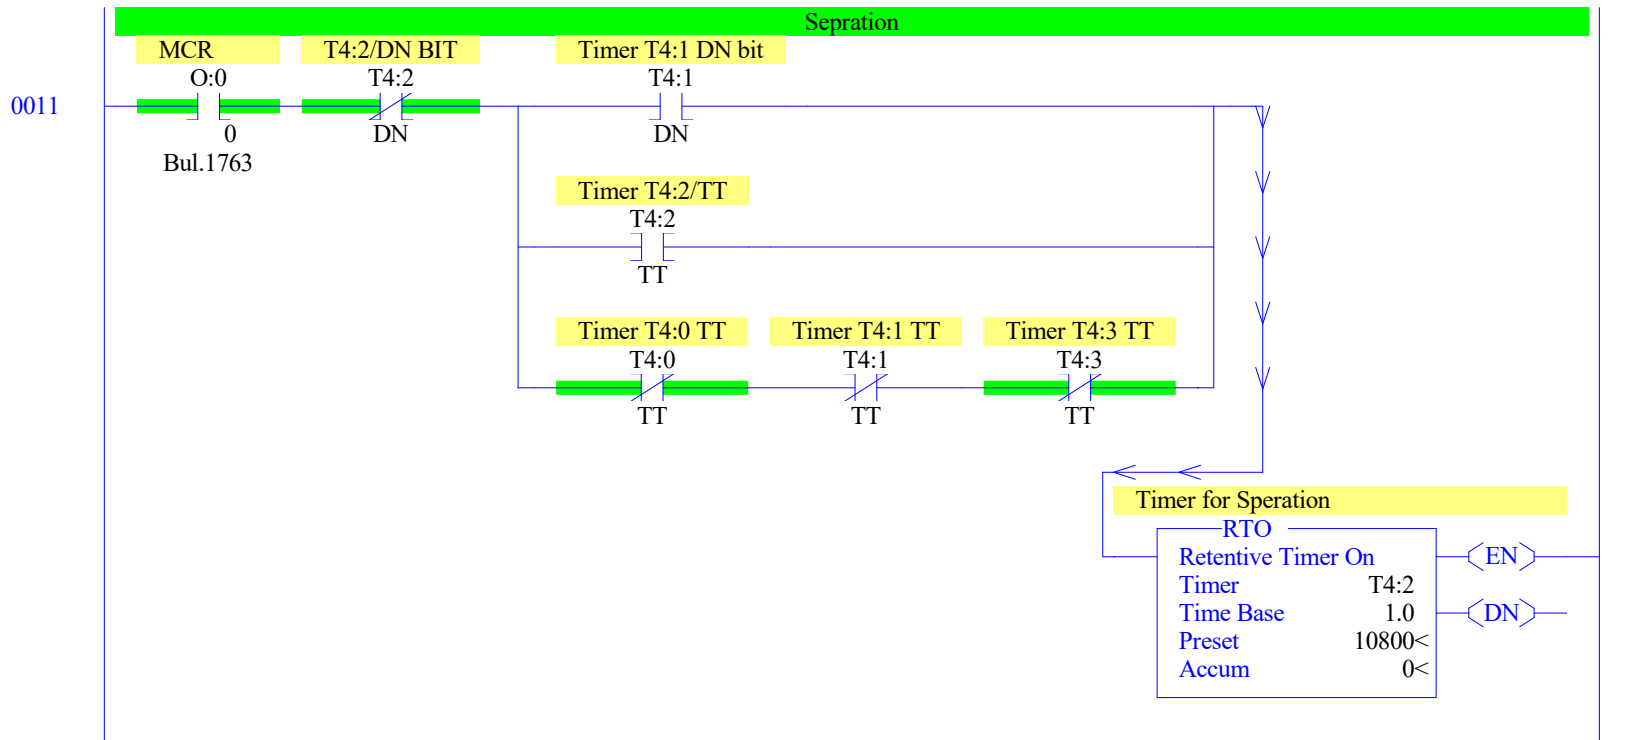 Sepration
MCR T4:2/DN BIT Timer T4:1 DN bit
O:0 T4:2 T4:1
0011
0 DN DN
Bul.1763
Timer T4:2/TT
T4:2
TT
Timer T4:0 TT Timer T4:1 TT Timer T4:3 TT
T4:0 T4:1 T4:3
TT TT TT
Timer for Speration
RTO
Retentive Timer On EN
Timer T4:2
Time Base 1.0 DN
Preset 10800<
Accum 0<